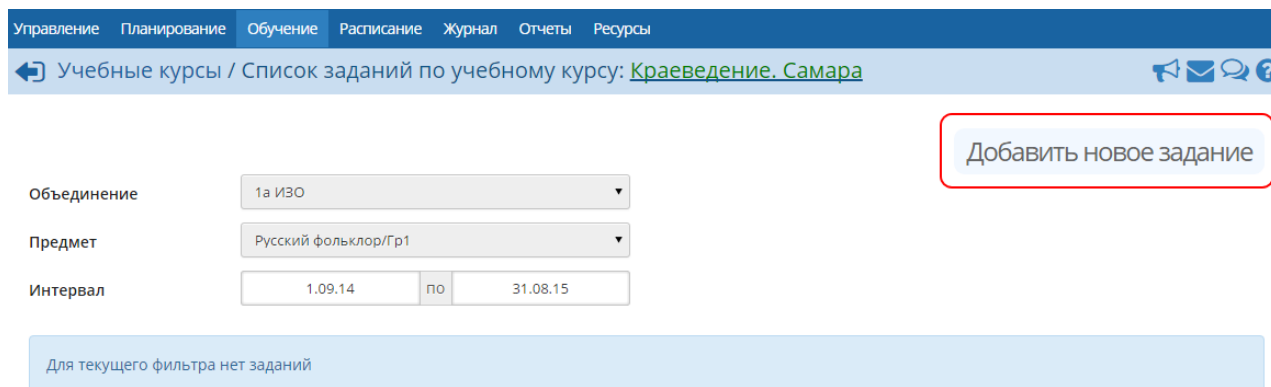 Управление Планирование Обучение Расписание Журнал Отчеты Ресурсы
Учебные курсы / Список заданий по учебному курсу: Краеведение. Самара
Добавить новое задание
Объединение 1а ИЗО
Предмет Русский фольклор/Гр1
Интервал 1.09.14 по 31.08.15
Для текущего фильтра нет заданий